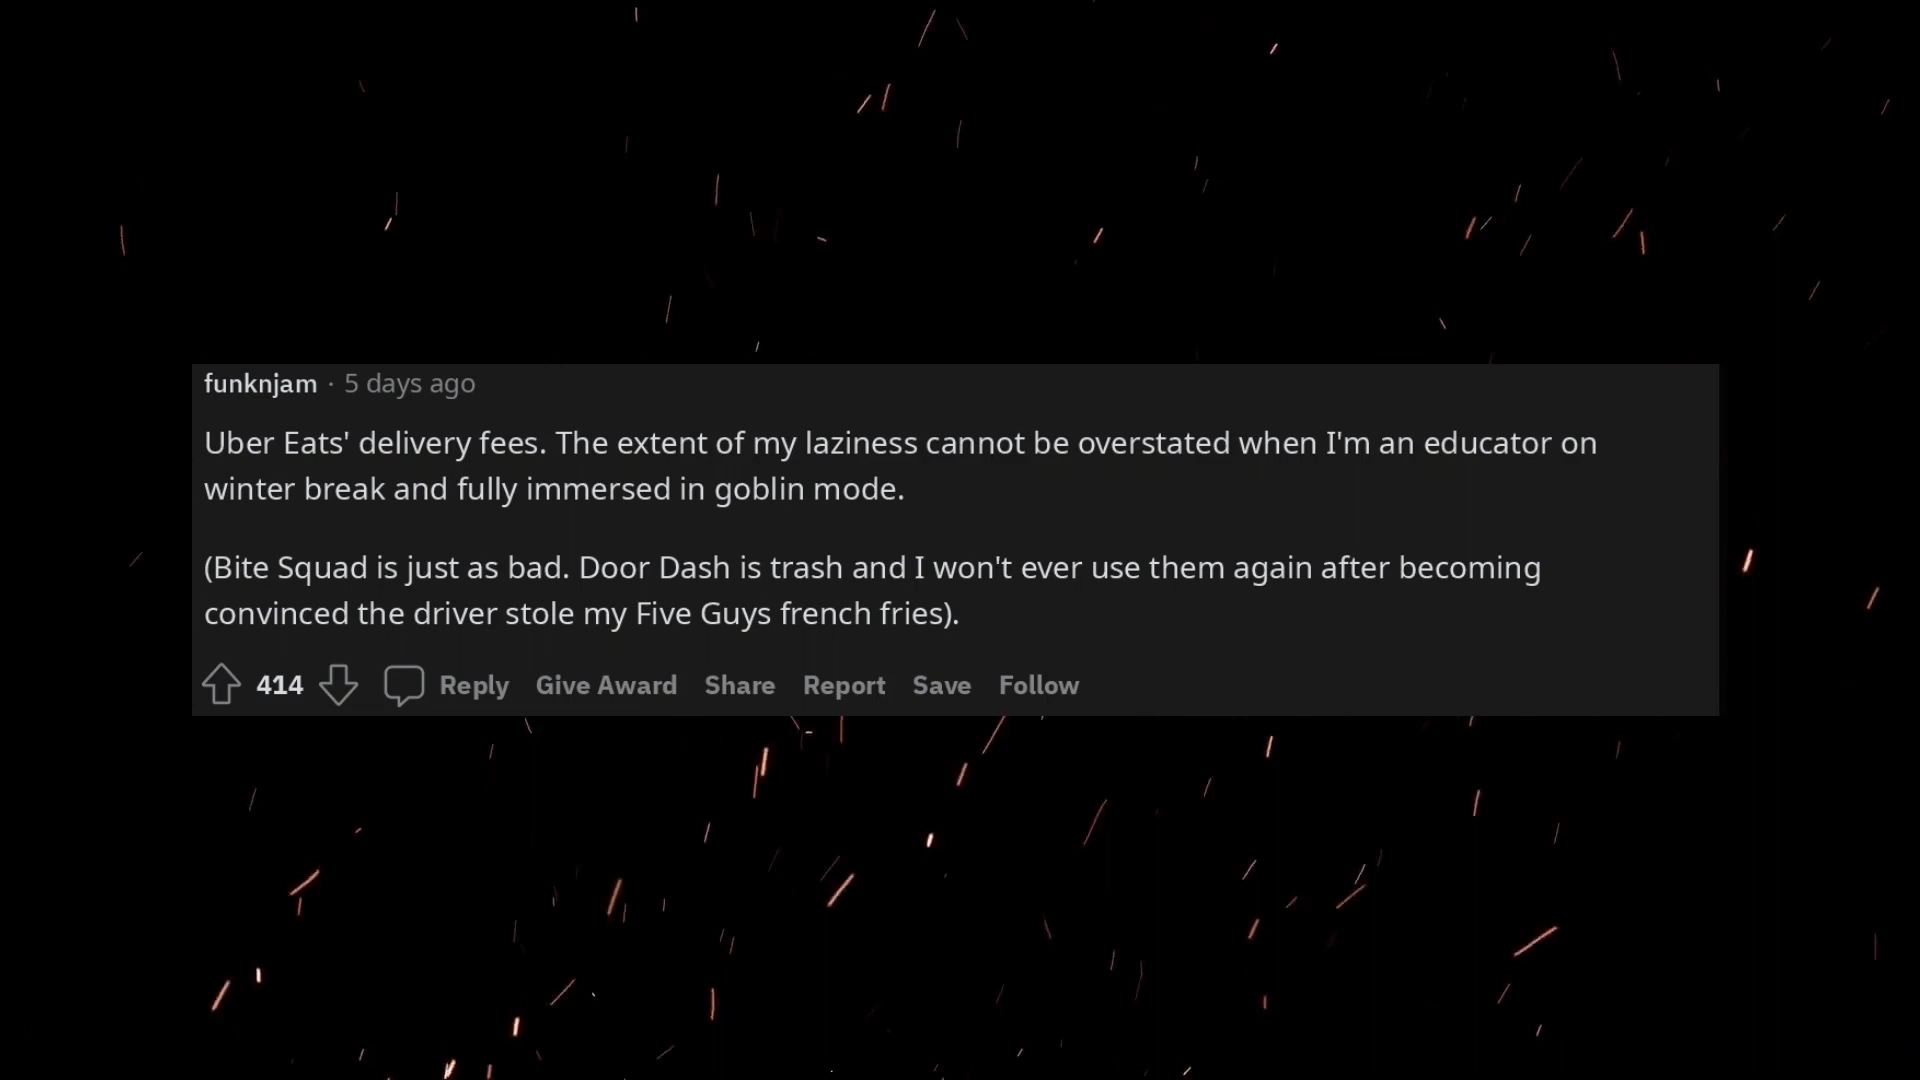 funknjam · 5 days ago
Uber Eats' delivery fees. The extent of my laziness cannot be overstated when I'm an educator on
winter break and fully immersed in goblin mode.
(Bite Squad is just as bad. Door Dash is trash and I won't ever use them again after becoming
convinced the driver stole my Five Guys french fries).
414 Reply Give Award Share Report Save Follow